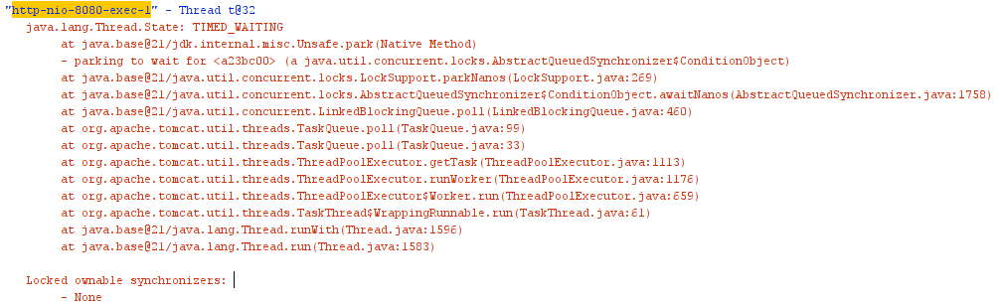 "http-nio-8080-exec-1" - Thread t@32
java.lang.Thread.State: TIMED_WAITING
at java.base@21/jdk.internal.misc.Unsafe.park(Native Method)
- parking to wait for <a23bc00> (a java.util.concurrent.locks.AbstractQueuedSynchronizer$ConditionObject)
at java.base@21/java.util.concurrent.locks.LockSupport.parkNanos(LockSupport.java:269)
at java.base@21/java.util.concurrent.locks.AbstractQueuedSynchronizer$ConditionObject.awaitNanos(AbstractQueuedSynchronizer.java:1758)
at java.base@21/java.util.concurrent.LinkedBlockingQueue.poll(LinkedBlockingQueue.java:460)
at org.apache.tomcat.util.threads.TaskQueue.poll(TaskQueue.java:99)
at org.apache.tomcat.util.threads.TaskQueue.poll(TaskQueue.java:33)
at org.apache.tomcat.util.threads.ThreadPoolExecutor.getTask(ThreadPoolExecutor.java:1113)
at org.apache.tomcat.util.threads.ThreadPoolExecutor.runWorker(ThreadPoolExecutor.java:1176)
at org.apache.tomcat.util.threads.ThreadPoolExecutor$Worker.run(ThreadPoolExecutor.java:659)
at org.apache.tomcat.util.threads.TaskThread$WrappingRunnable.run(TaskThread.java:61)
at java.base@21/java.lang.Thread.runWith(Thread.java:1596)
at java.base@21/java.lang.Thread.run(Thread.java:1583)
Locked ownable synchronizers:
- None